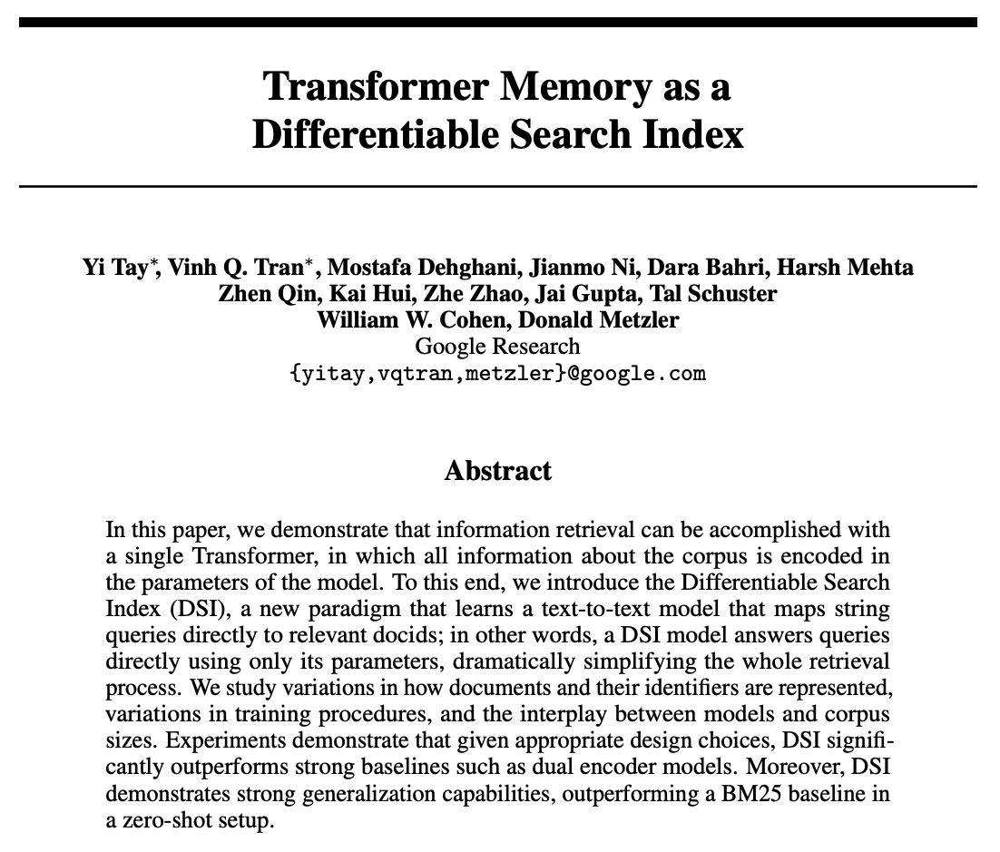 Transformer Memory as a
Differentiable Search Index
Yi Tay*, Vinh Q. Tran*, Mostafa Dehghani, Jianmo Ni, Dara Bahri, Harsh Mehta
Zhen Qin, Kai Hui, Zhe Zhao, Jai Gupta, Tal Schuster
William W. Cohen, Donald Metzler
Google Research
{yitay,vqtran,metzler}@google.com
Abstract
In this paper, we demonstrate that information retrieval can be accomplished with
a single Transformer, in which all information about the corpus is encoded in
the parameters of the model. To this end, we introduce the Differentiable Search
Index (DSI), a new paradigm that learns a text-to-text model that maps string
queries directly to relevant docids; in other words, a DSI model answers queries
directly using only its parameters, dramatically simplifying the whole retrieval
process. We study variations in how documents and their identifiers are represented,
variations in training procedures, and the interplay between models and corpus
sizes. Experiments demonstrate that given appropriate design choices, DSI signifi-
cantly outperforms strong baselines such as dual encoder models. Moreover, DSI
demonstrates strong generalization capabilities, outperforming a BM25 baseline in
a zero-shot setup.